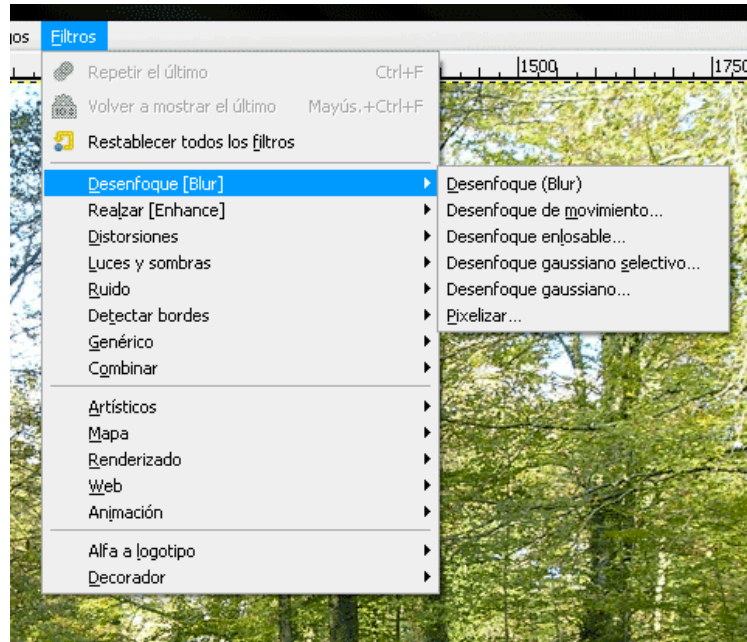 gos Filtros
1500 1750
Repetir el último Ctrl+F
Volver a mostrar el último Mayús.+Ctrl+F
Restablecer todos los filtros
Desenfoque [Blur]
Realzar [Enhance]
Distorsiones
Luces y sombras
Ruido
Detectar bordes
Genérico
Combinar
Artísticos
Mapa
Renderizado
Web
Animación
Alfa a logotipo
Decorador
Desenfoque (Blur)
Desenfoque de movimiento...
Desenfoque enlosable...
Desenfoque gaussiano selectivo...
Desenfoque gaussiano...
Pixelizar...